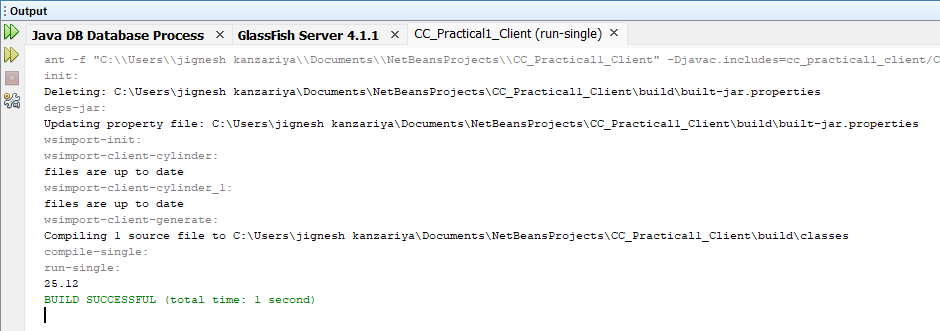 Output
Java DB Database Process × GlassFish Server 4.1.1 × CC_Practical1_Client (run-single) ×
ant -f "C:\\Users\\jignesh kanzariya\\Documents\\NetBeansProjects\\CC_Practical1_Client" -Djavac.includes=cc_practical_client/C
init:
Deleting: C:\Users\jignesh kanzariya\Documents\NetBeansProjects\CC_Practical1_Client\build\built-jar.properties
deps-jar:
Updating property file: C:\Users\jignesh kanzariya\Documents\NetBeansProjects\CC_Practical1_Client\build\built-jar.properties
wsimport-init:
wsimport-client-cylinder:
files are up to date
wsimport-client-cylinder_1:
files are up to date
wsimport-client-generate:
Compiling 1 source file to C:\Users\jignesh kanzariya\Documents\NetBeansProjects\CC_Practical1_Client\build\classes
compile-single:
run-single:
25.12
BUILD SUCCESSFUL (total time: 1 second)